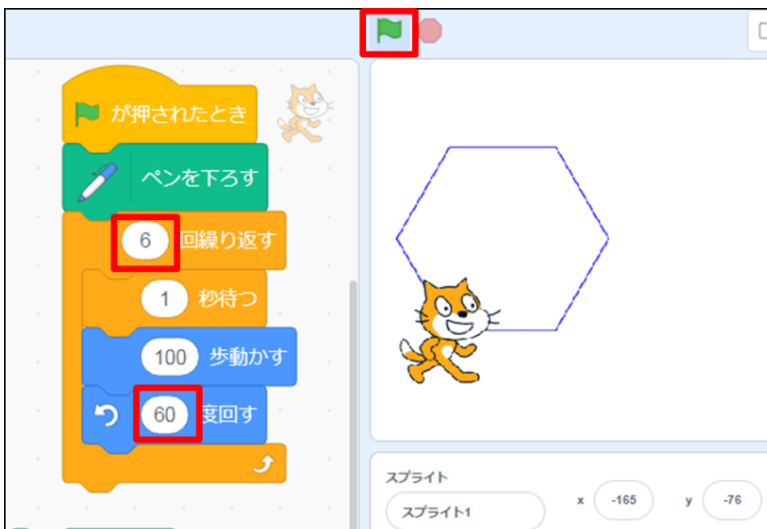 が押されたとき
ペンを下ろす
6 回繰り返す
1 秒待つ
100 歩動かす
60 度回す
スプライト
スプライト1
x -165 y -76